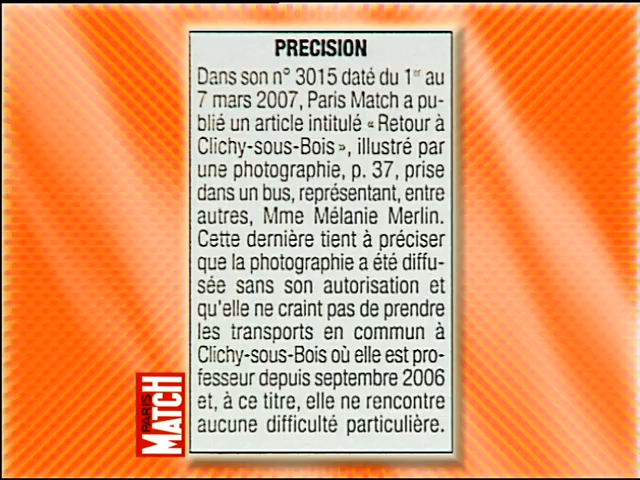 PRECISION
Dans son n° 3015 daté du 1er au
7 mars 2007, Paris Match a pu-
blié un article intitulé « Retour à
Clichy-sous-Bois », illustré par
une photographie, p. 37, prise
dans un bus, représentant, entre
autres, Mme Mélanie Merlin.
Cette dernière tient à préciser
que la photographie a été diffu-
sée sans son autorisation et
qu'elle ne craint pas de prendre
les transports en commun à
Clichy-sous-Bois où elle est pro-
fesseur depuis septembre 2006
et, à ce titre, elle ne rencontre
aucune difficulté particulière.
PARIS
MATCH